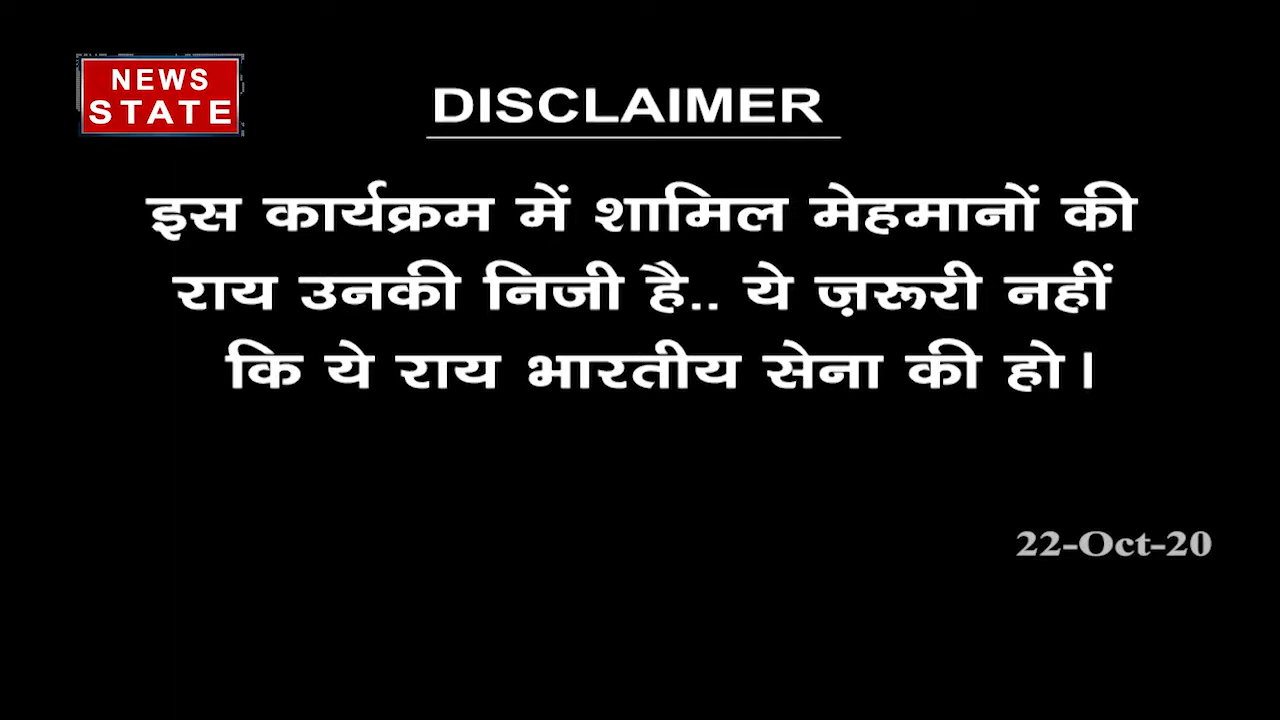 NEWS
STATE
DISCLAIMER
इस कार्यक्रम में शामिल मेहमानों की
राय उनकी निजी है.. ये ज़रूरी नहीं
कि ये राय भारतीय सेना की हो।
22-Oct-20